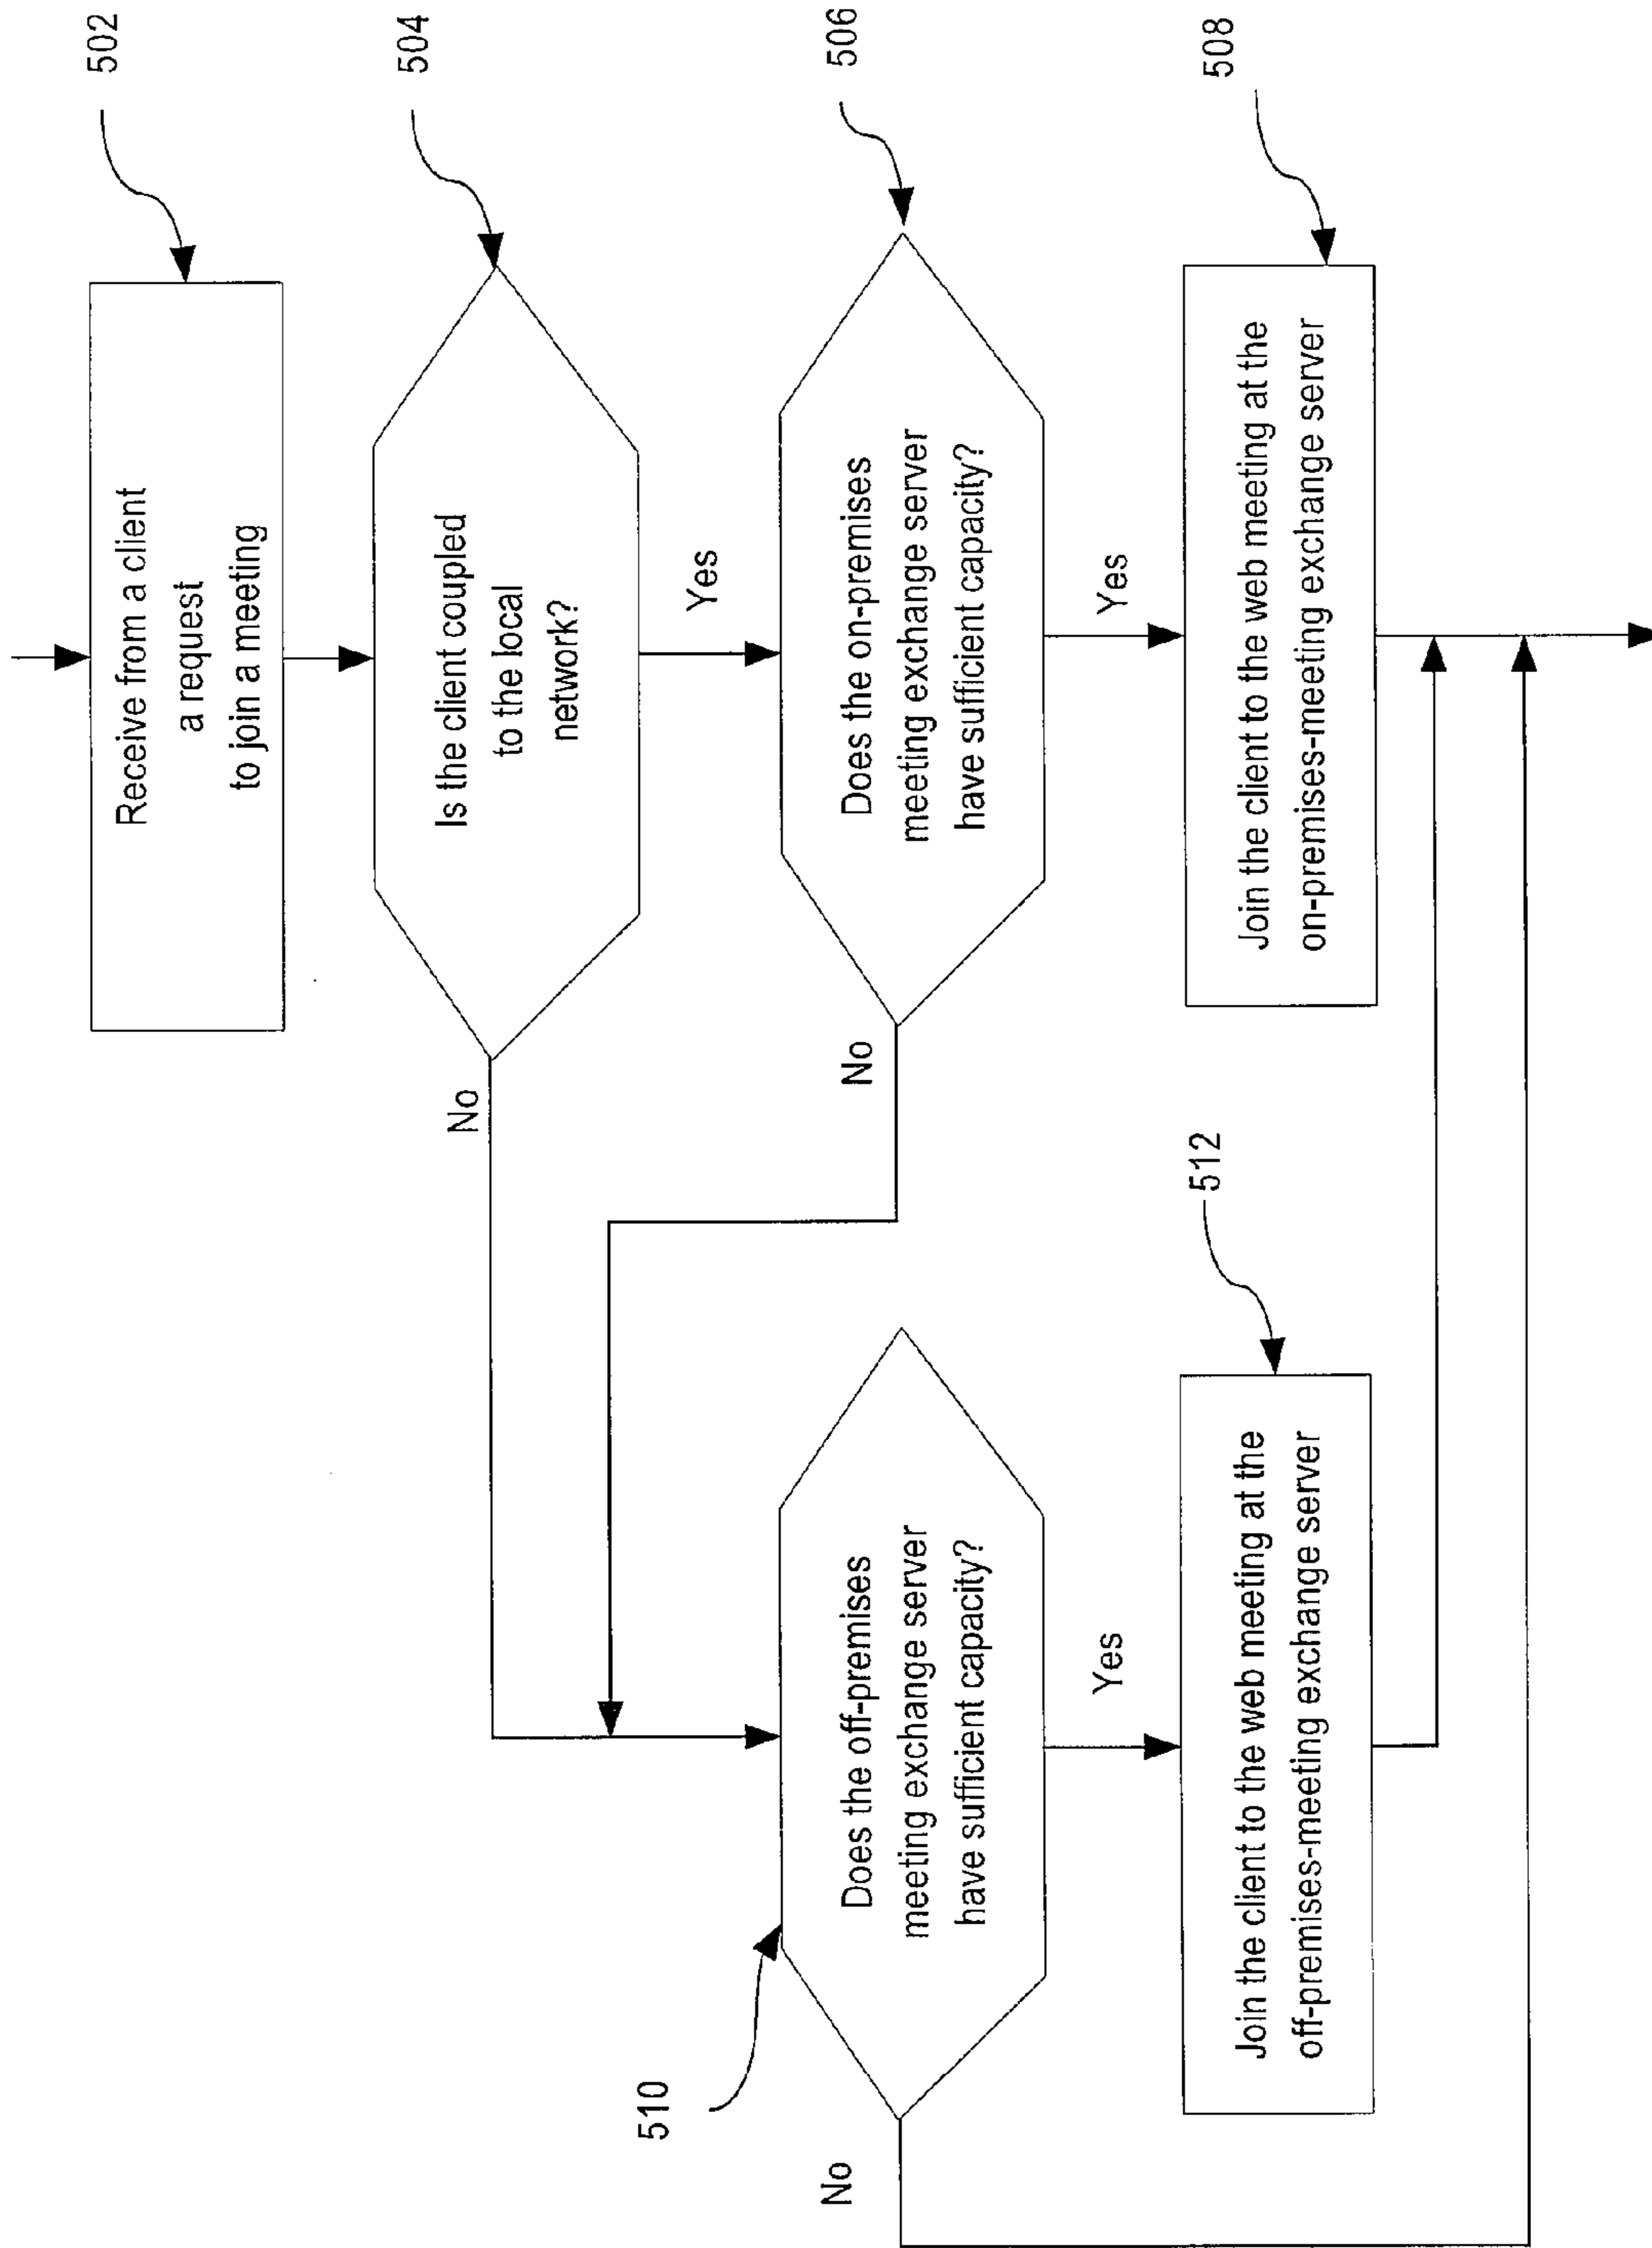 502
Receive from a client
a request
to join a meeting
504
Is the client coupled
to the local
network?
No
Yes
506
Does the on-premises
meeting exchange server
have sufficient capacity?
No
Yes
508
Join the client to the web meeting at the
on-premises-meeting exchange server
510
Does the off-premises
meeting exchange server
have sufficient capacity?
No
Yes
512
Join the client to the web meeting at the
off-premises-meeting exchange server